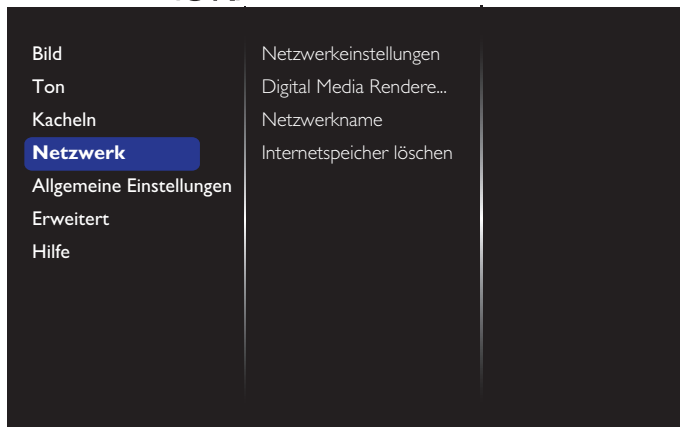 Bild
Ton
Kacheln
Netzwerk
Allgemeine Einstellungen
Erweitert
Hilfe
Netzwerkeinstellungen
Digital Media Rendere...
Netzwerkname
Internetspeicher löschen